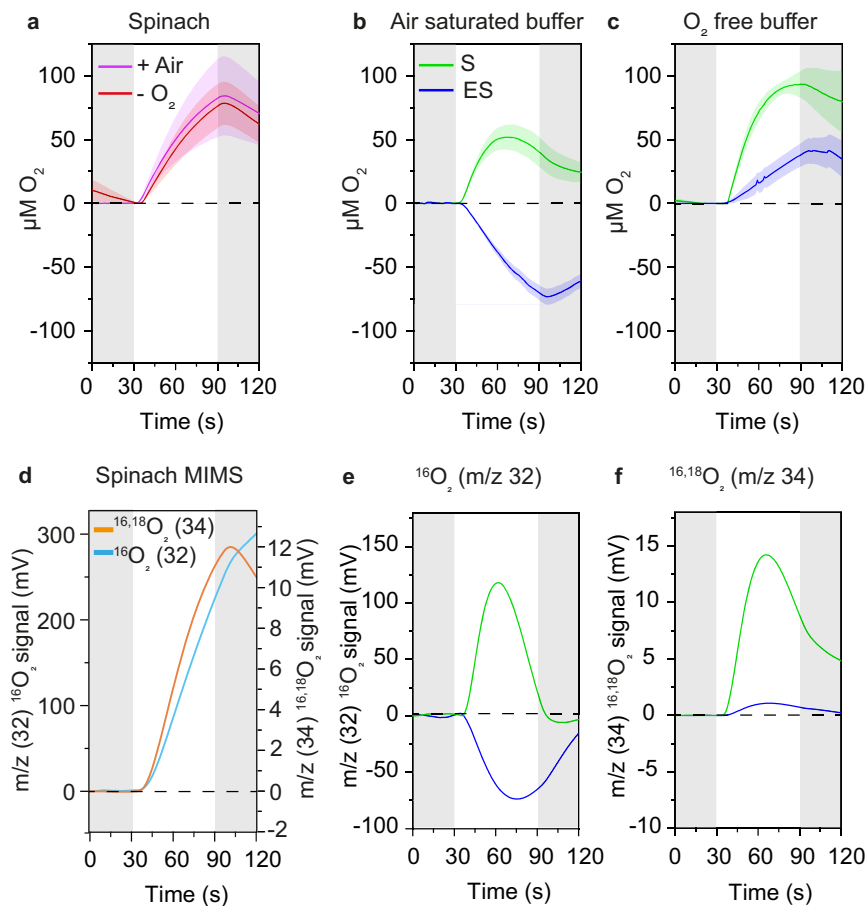 a Spinach
+ Air
- O₂
µM O₂
100
50
0
-50
-100
0 30 60 90 120
Time (s)
b Air saturated buffer
S
ES
µM O₂
100
50
0
-50
-100
0 30 60 90 120
Time (s)
c O₂ free buffer
µM O₂
100
50
0
-50
-100
0 30 60 90 120
Time (s)
d Spinach MIMS
¹⁶,¹⁸O₂ (34)
¹⁶O₂ (32)
m/z (32) ¹⁶O₂ signal (mV)
300
200
100
0
m/z (34) ¹⁶,¹⁸O₂ signal (mV)
12
10
8
6
4
2
0
-2
0 30 60 90 120
Time (s)
e ¹⁶O₂ (m/z 32)
m/z (32) ¹⁶O₂ signal (mV)
150
100
50
0
-50
-100
0 30 60 90 120
Time (s)
f ¹⁶,¹⁸O₂ (m/z 34)
m/z (34) ¹⁶,¹⁸O₂ signal (mV)
15
10
5
0
-5
-10
0 30 60 90 120
Time (s)